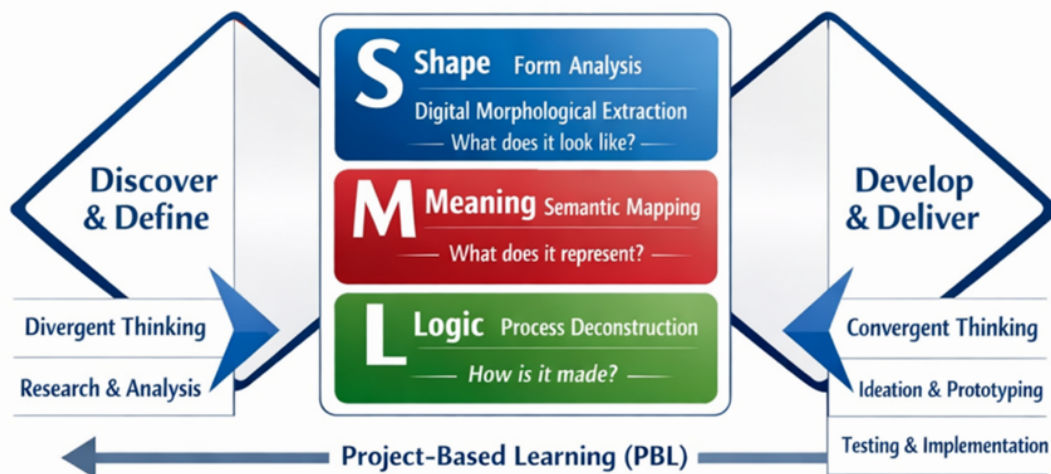 Discover
& Define
Divergent Thinking
Research & Analysis
S Shape Form Analysis
Digital Morphological Extraction
What does it look like?
M Meaning Semantic Mapping
What does it represent?
L Logic Process Deconstruction
How is it made?
Develop
& Deliver
Convergent Thinking
Ideation & Prototyping
Testing & Implementation
Project-Based Learning (PBL)